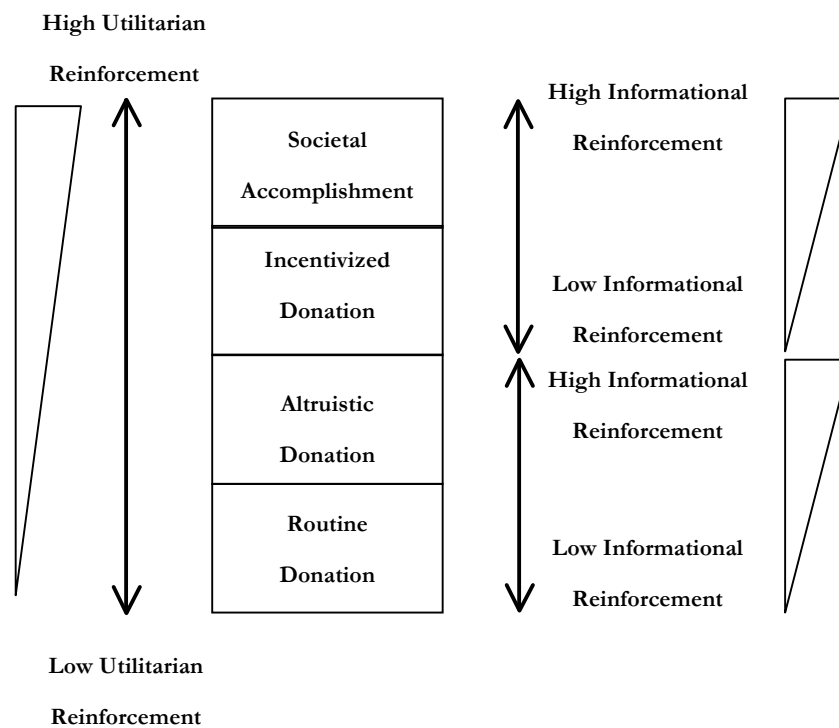 High Utilitarian
Reinforcement
Societal
Accomplishment
Incentivized
Donation
Altruistic
Donation
Routine
Donation
High Informational
Reinforcement
Low Informational
Reinforcement
High Informational
Reinforcement
Low Informational
Reinforcement
Low Utilitarian
Reinforcement